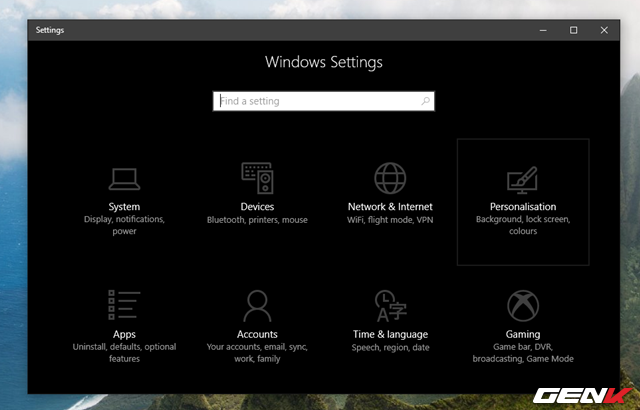 Settings
Windows Settings
Find a setting
System
Display, notifications,
power
Devices
Bluetooth, printers, mouse
Network & Internet
WiFi, flight mode, VPN
Personalisation
Background, lock screen,
colours
Apps
Uninstall, defaults, optional
features
Accounts
Your accounts, email, sync,
work, family
Time & language
Speech, region, date
Gaming
Game bar, DVR,
broadcasting, Game Mode
GENK